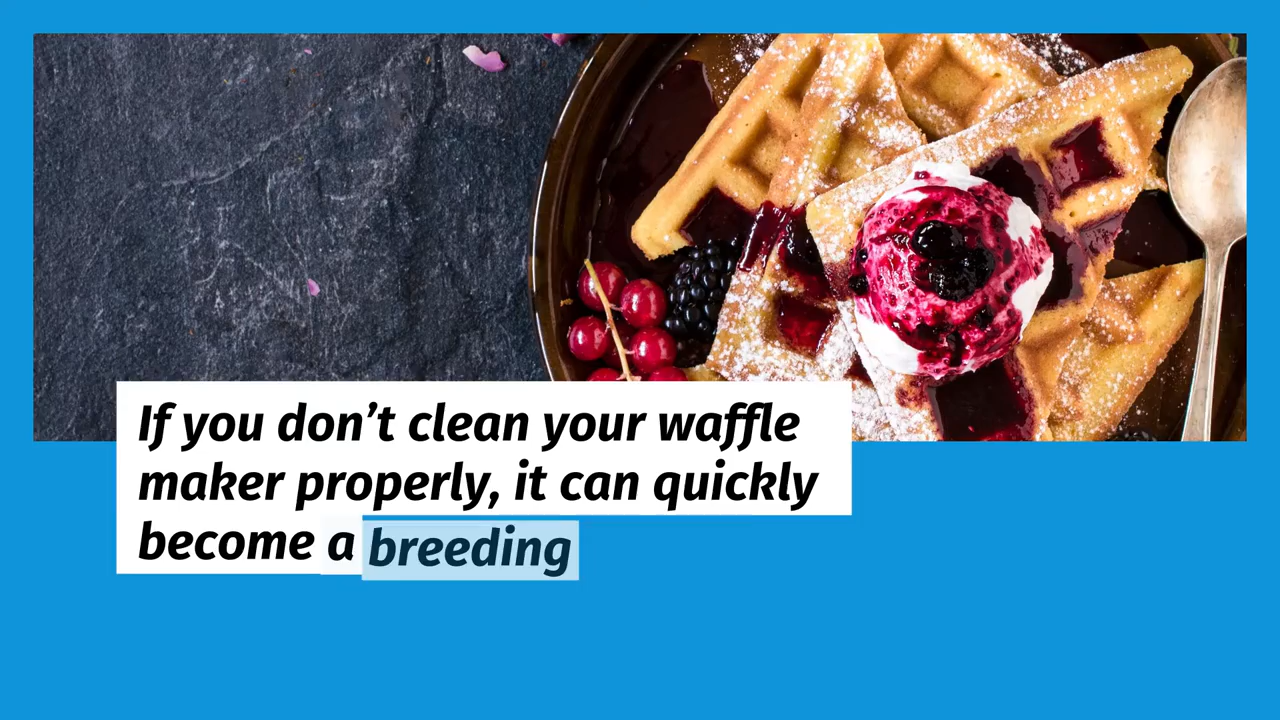 If you don’t clean your waffle
maker properly, it can quickly
become a breeding